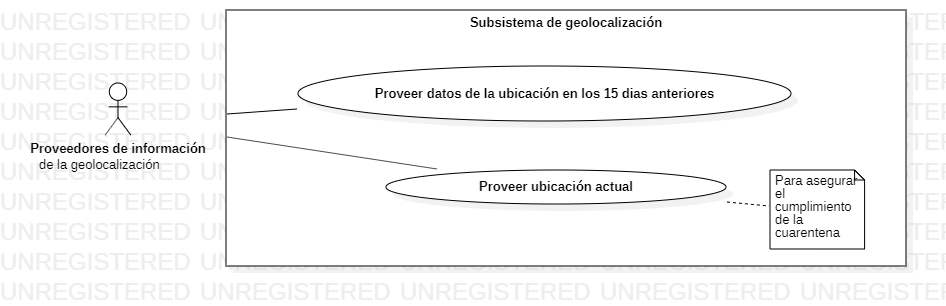 UNREGISTERED UNREGISTERED UNREGISTERED UNREGISTERED UNREGISTERED
Subsistema de geolocalización
Proveer datos de la ubicación en los 15 dias anteriores
Proveedores de información
de la geolocalización
Proveer ubicación actual
Para asegurar
el
cumplimiento
de la
cuarentena